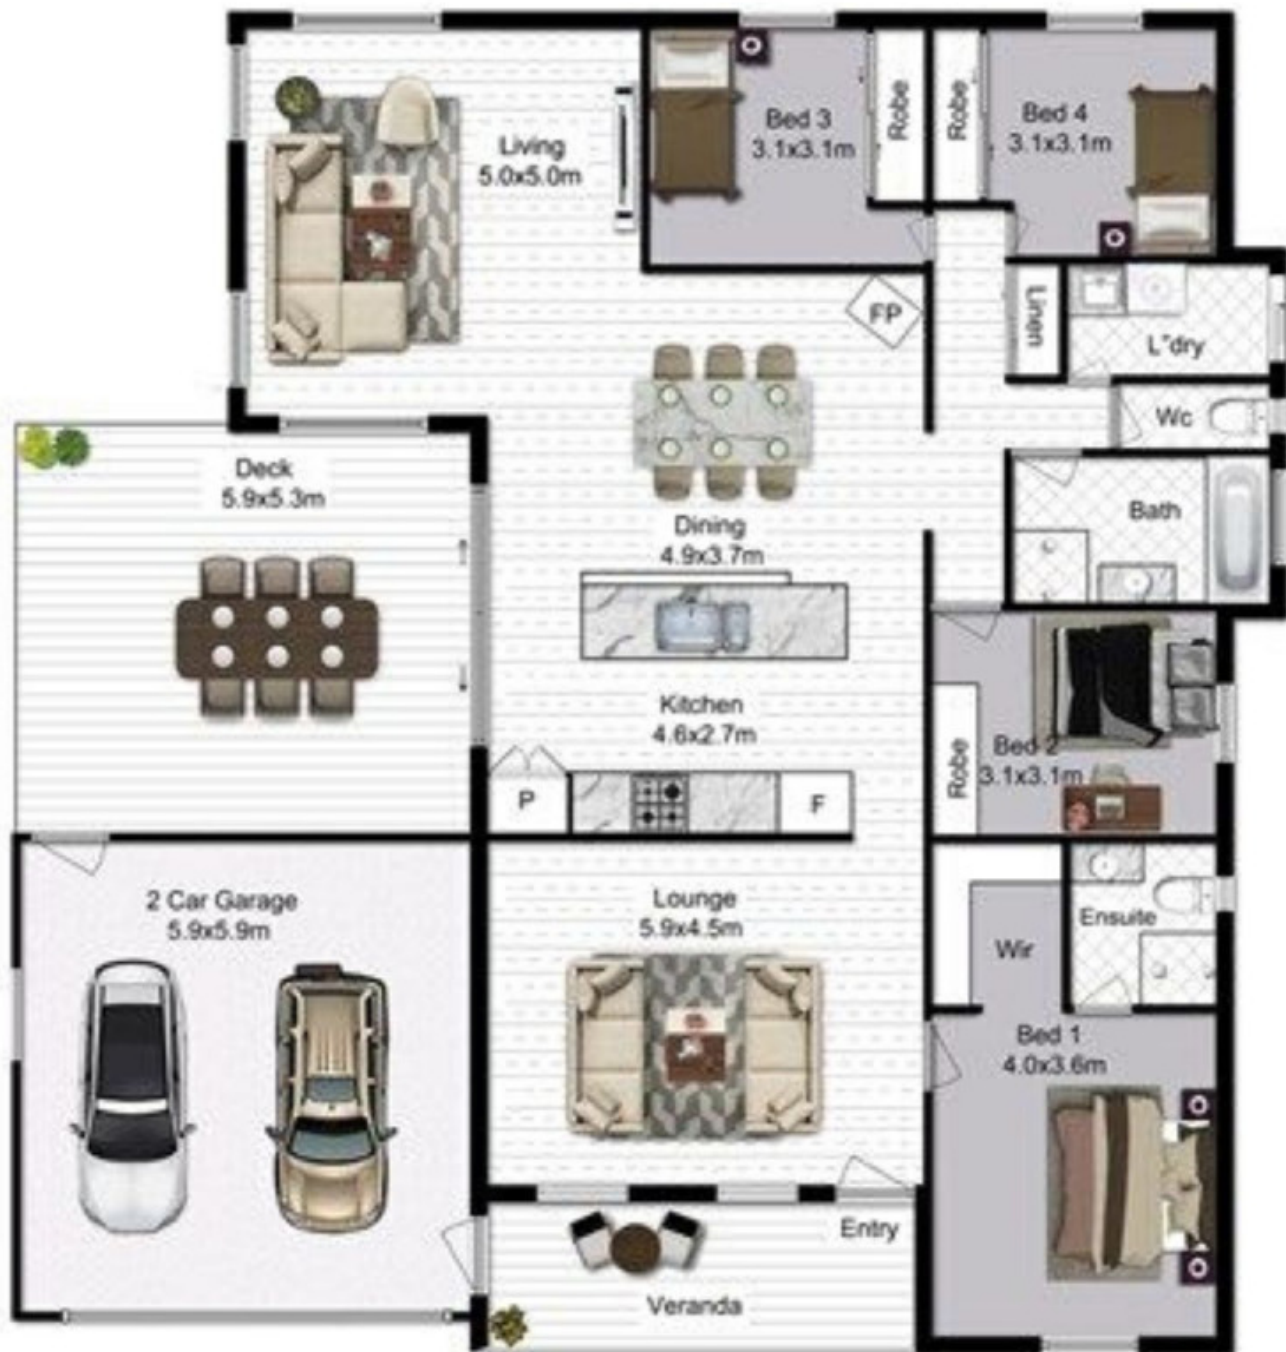 Living
5.0x5.0m
Bed 3
3.1x3.1m
Robe
Robe
Bed 4
3.1x3.1m
FP
Linen
L"dry
Wc
Deck
5.9x5.3m
Dining
4.9x3.7m
Bath
Kitchen
4.6x2.7m
Robe
Bed 2
3.1x3.1m
P
F
2 Car Garage
5.9x5.9m
Lounge
5.9x4.5m
Wir
Ensuite
Bed 1
4.0x3.6m
Entry
Veranda